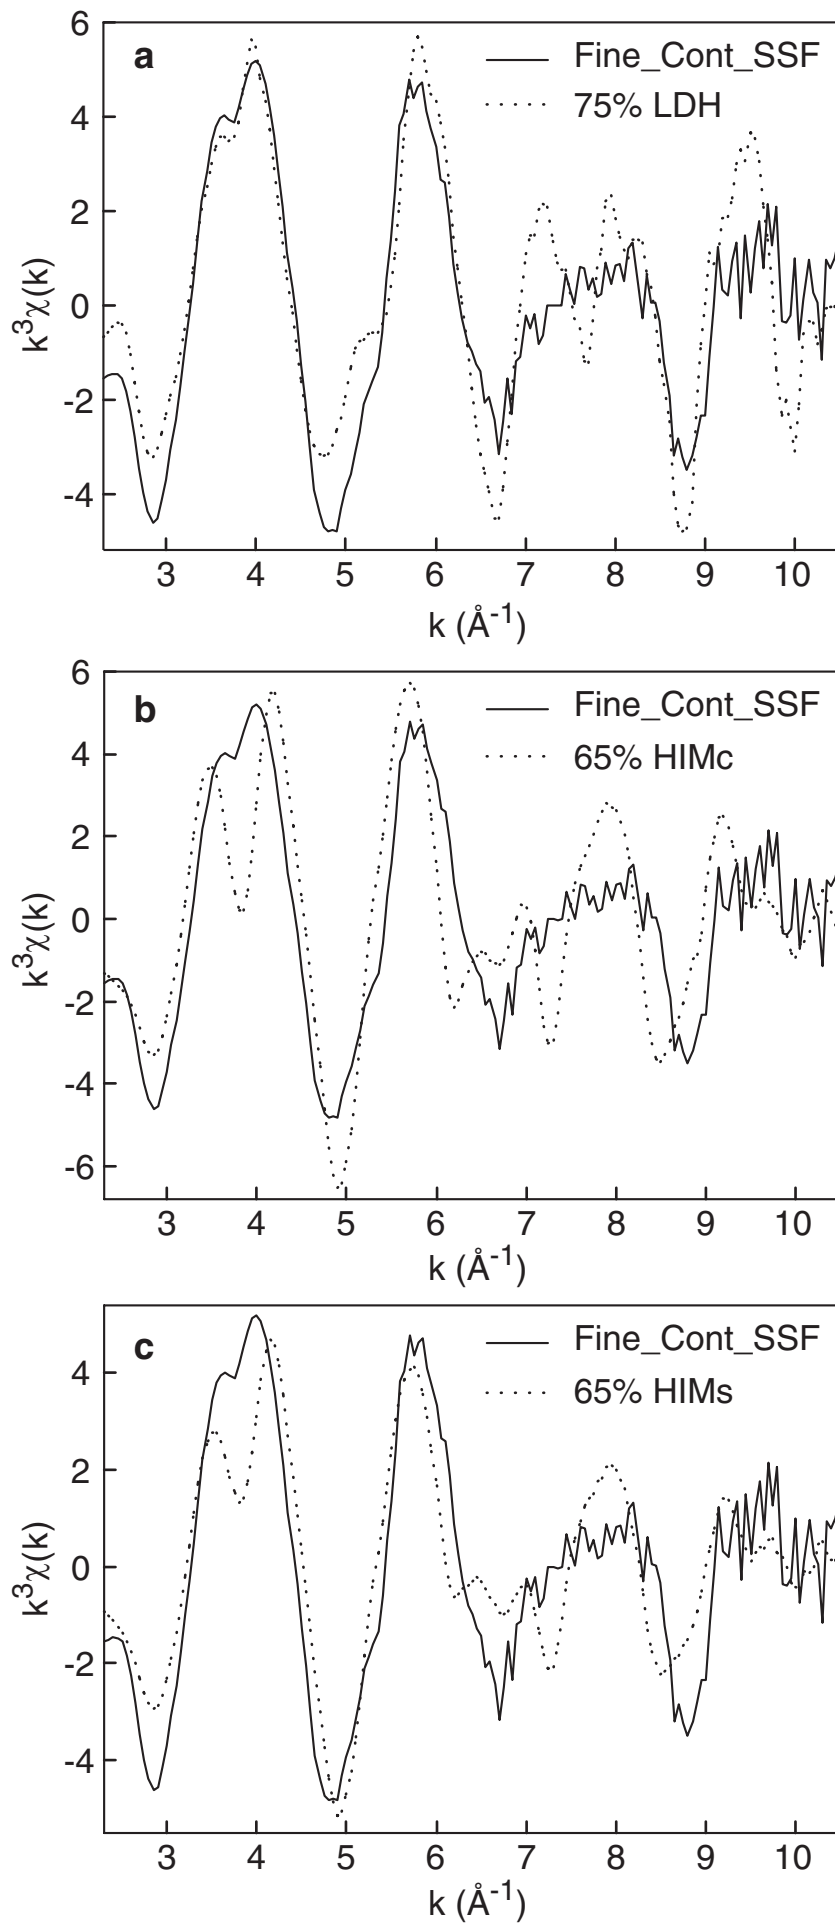 a
Fine_Cont_SSF
75% LDH
6
4
2
0
-2
-4
k³χ(k)
3 4 5 6 7 8 9 10
k (Å⁻¹)
b
Fine_Cont_SSF
65% HIMc
6
4
2
0
-2
-4
-6
k³χ(k)
3 4 5 6 7 8 9 10
k (Å⁻¹)
c
Fine_Cont_SSF
65% HIMs
4
2
0
-2
-4
k³χ(k)
3 4 5 6 7 8 9 10
k (Å⁻¹)